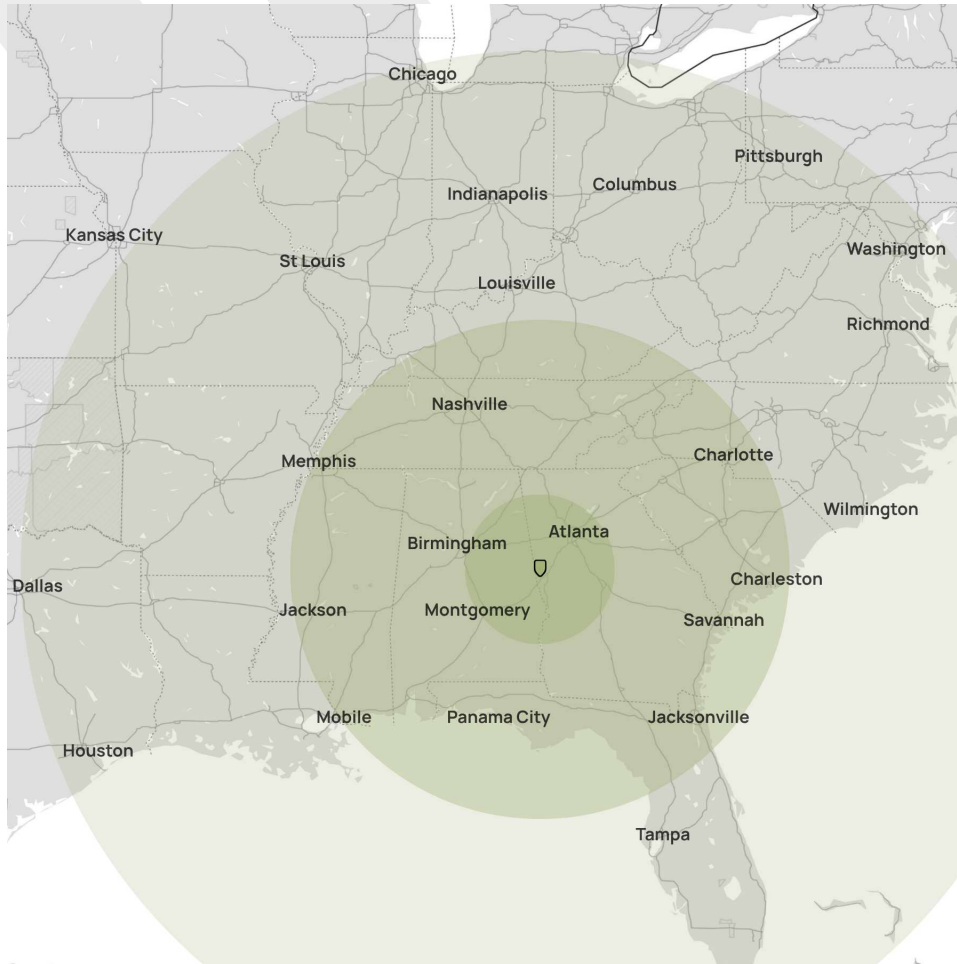 Chicago
Pittsburgh
Columbus
Indianapolis
Kansas City
Washington
St Louis
Louisville
Richmond
Nashville
Charlotte
Memphis
Wilmington
Atlanta
Birmingham
Charleston
Dallas
Jackson
Montgomery
Savannah
Mobile
Panama City
Jacksonville
Houston
Tampa